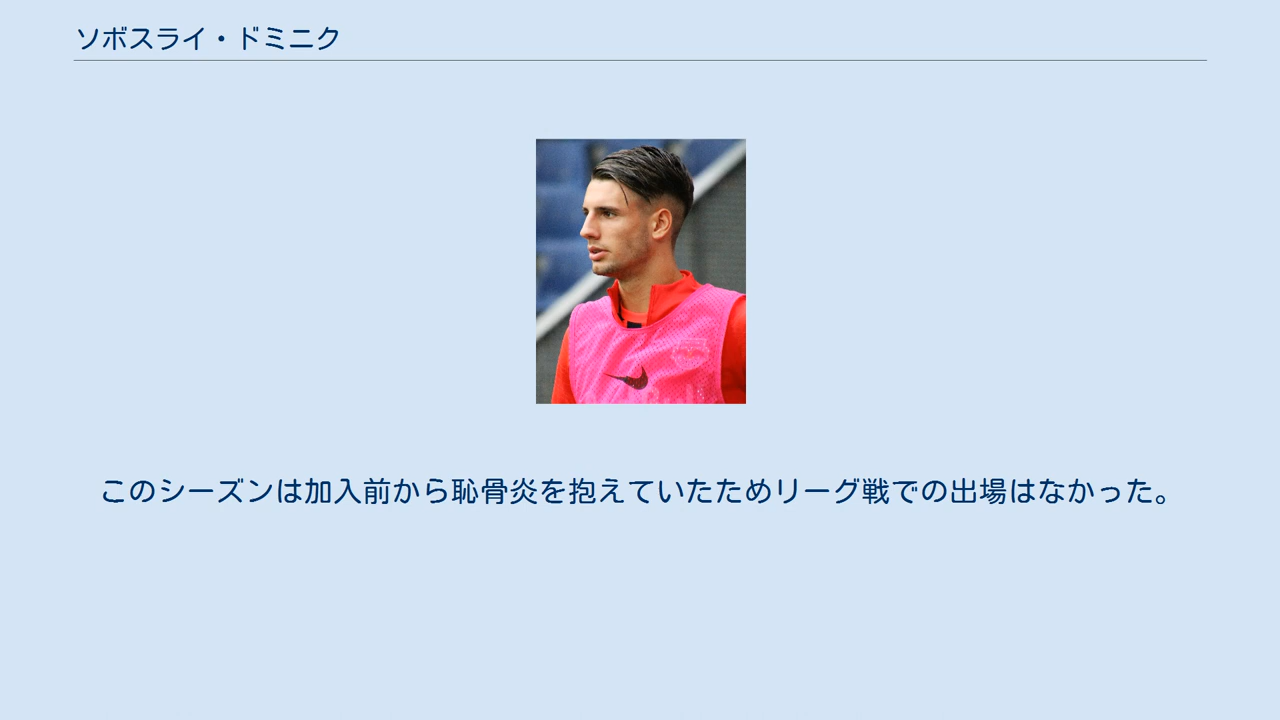 ソボスライ・ドミニク
このシーズンは加入前から恥骨炎を抱えていたためリーグ戦での出場はなかった。